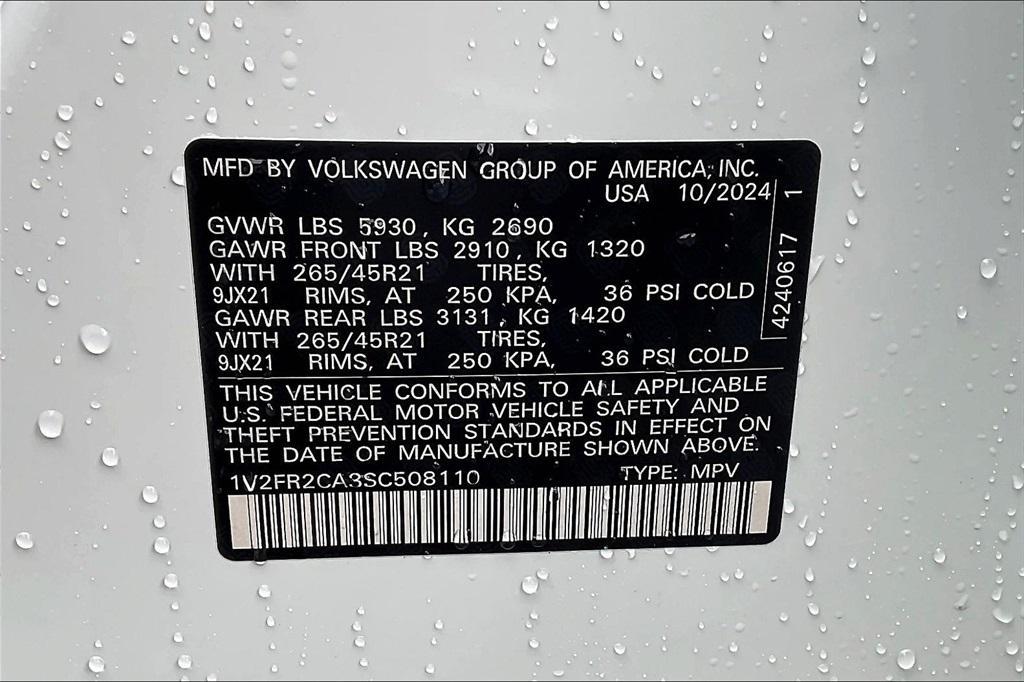 MFD BY VOLKSWAGEN GROUP OF AMERICA, INC.
USA 10/2024
GVWR LBS 5930, KG 2690
GAWR FRONT LBS 2910, KG 1320
WITH 265/45R21 TIRES,
9JX21 RIMS, AT 250 KPA, 36 PSI COLD
GAWR REAR LBS 3131, KG 1420
WITH 265/45R21 TIRES,
9JX21 RIMS, AT 250 KPA, 36 PSI COLD
4240617 1
THIS VEHICLE CONFORMS TO ALL APPLICABLE
U.S. FEDERAL MOTOR VEHICLE SAFETY AND
THEFT PREVENTION STANDARDS IN EFFECT ON
THE DATE OF MANUFACTURE SHOWN ABOVE.
1V2FR2CA3SC508110 TYPE: MPV